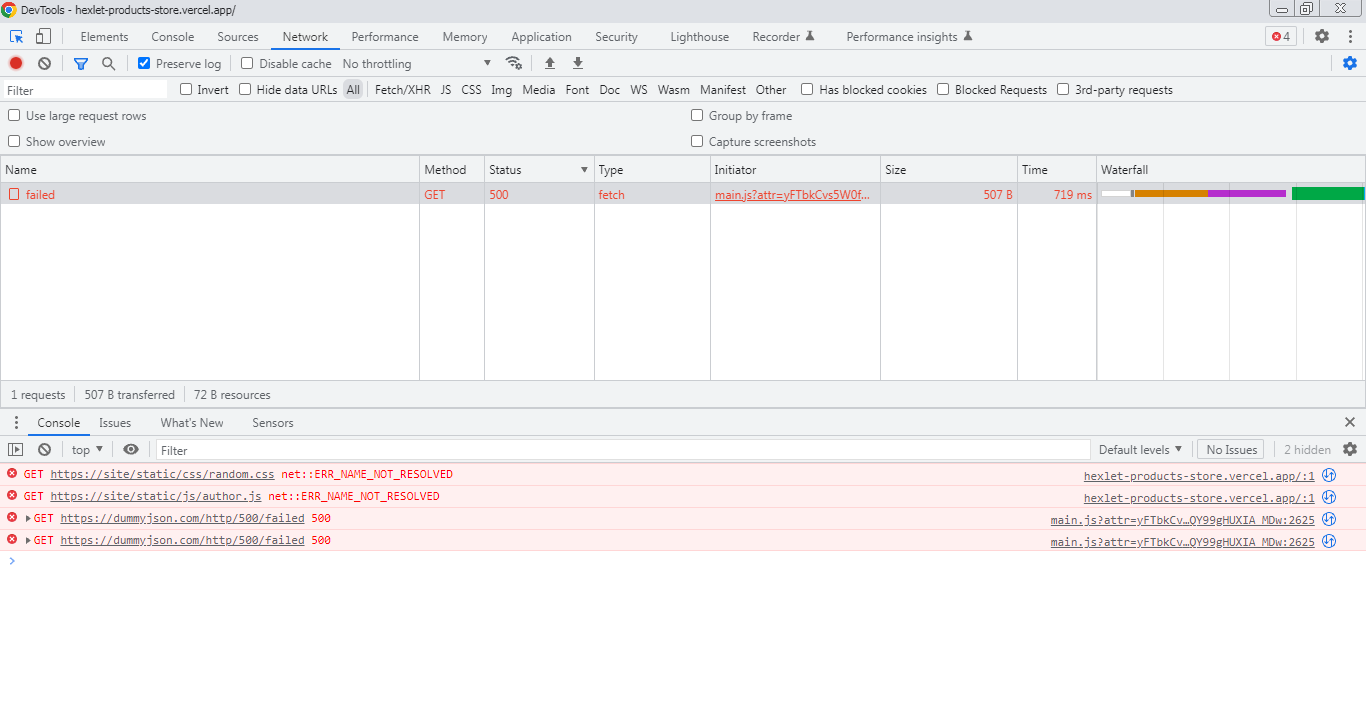 DevTools - hexlet-products-store.vercel.app/
Elements Console Sources Network Performance Memory Application Security Lighthouse Recorder Performance insights 4
Preserve log Disable cache No throttling
Filter Invert Hide data URLs All Fetch/XHR JS CSS Img Media Font Doc WS Wasm Manifest Other Has blocked cookies Blocked Requests 3rd-party requests
Use large request rows Group by frame
Show overview Capture screenshots
Name Method Status Type Initiator Size Time Waterfall
failed GET 500 fetch main.js?attr=yFTbkCvs5W0f... 507 B 719 ms
1 requests 507 B transferred 72 B resources
Console Issues What's New Sensors
top Filter Default levels No Issues 2 hidden
GET https://site/static/css/random.css net::ERR_NAME_NOT_RESOLVED hexlet-products-store.vercel.app/:1
GET https://site/static/js/author.js net::ERR_NAME_NOT_RESOLVED hexlet-products-store.vercel.app/:1
GET https://dummyjson.com/http/500/failed 500 main.js?attr=yFTbkCv…QY99gHUXIA MDw:2625
GET https://dummyjson.com/http/500/failed 500 main.js?attr=yFTbkCv…QY99gHUXIA MDw:2625